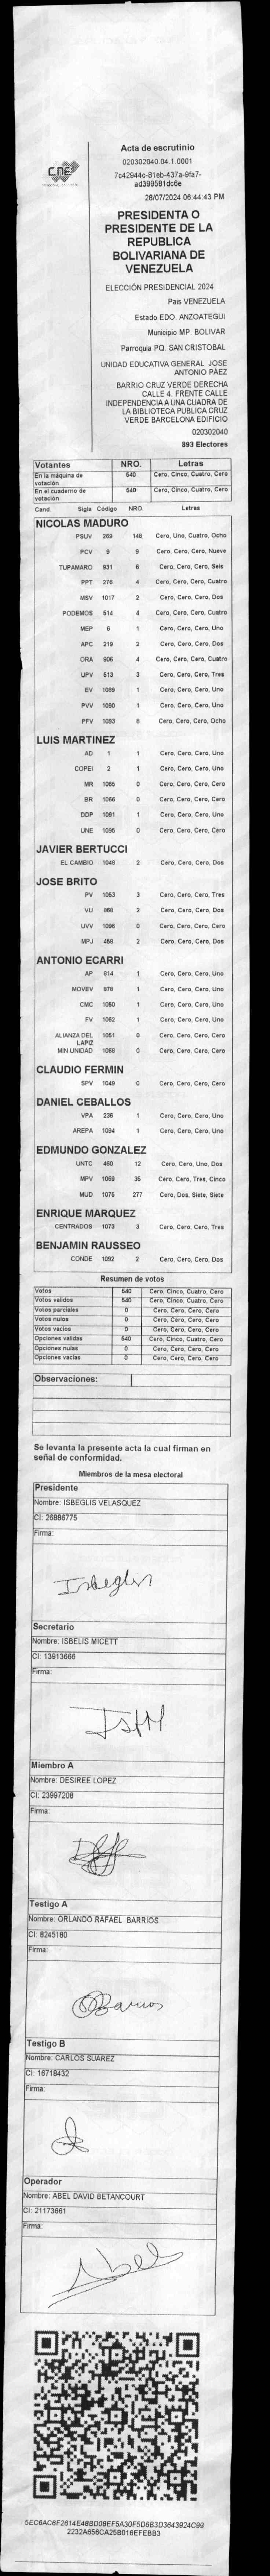 CNE
Acta de escrutinio
020302040.04.1.0001
7c42944c-81eb-437a-9fa7-
ad399581dc6e
28/07/2024 06:44:43 PM
PRESIDENTA O
PRESIDENTE DE LA
REPUBLICA
BOLIVARIANA DE
VENEZUELA
ELECCIÓN PRESIDENCIAL 2024
Pais VENEZUELA
Estado EDO. ANZOATEGUI
Municipio MP. BOLIVAR
Parroquia PQ. SAN CRISTOBAL
UNIDAD EDUCATIVA GENERAL JOSE
ANTONIO PÁEZ
BARRIO CRUZ VERDE DERECHA
CALLE 4. FRENTE CALLE
INDEPENDENCIA A UNA CUADRA DE
LA BIBLIOTECA PUBLICA CRUZ
VERDE BARCELONA EDIFICIO
020302040
893 Electores
Votantes NRO. Letras
En la máquina de votación 540 Cero, Cinco, Cuatro, Cero
En el cuaderno de votación 540 Cero, Cinco, Cuatro, Cero
Cand. Sigla Código NRO. Letras
NICOLAS MADURO
PSUV 269 148 Cero, Uno, Cuatro, Ocho
PCV 9 9 Cero, Cero, Cero, Nueve
TUPAMARO 931 6 Cero, Cero, Cero, Seis
PPT 276 4 Cero, Cero, Cero, Cuatro
MSV 1017 2 Cero, Cero, Cero, Dos
PODEMOS 514 4 Cero, Cero, Cero, Cuatro
MEP 6 1 Cero, Cero, Cero, Uno
APC 219 2 Cero, Cero, Cero, Dos
ORA 906 4 Cero, Cero, Cero, Cuatro
UPV 513 3 Cero, Cero, Cero, Tres
EV 1089 1 Cero, Cero, Cero, Uno
PVV 1090 1 Cero, Cero, Cero, Uno
PFV 1093 8 Cero, Cero, Cero, Ocho
LUIS MARTINEZ
AD 1 1 Cero, Cero, Cero, Uno
COPEI 2 1 Cero, Cero, Cero, Uno
MR 1065 0 Cero, Cero, Cero, Cero
BR 1066 0 Cero, Cero, Cero, Cero
DDP 1091 1 Cero, Cero, Cero, Uno
UNE 1095 0 Cero, Cero, Cero, Cero
JAVIER BERTUCCI
EL CAMBIO 1046 2 Cero, Cero, Cero, Dos
JOSE BRITO
PV 1053 3 Cero, Cero, Cero, Tres
VU 966 2 Cero, Cero, Cero, Dos
UVV 1096 0 Cero, Cero, Cero, Cero
MPJ 456 2 Cero, Cero, Cero, Dos
ANTONIO ECARRI
AP 614 1 Cero, Cero, Cero, Uno
MOVEV 678 1 Cero, Cero, Cero, Uno
CMC 1050 1 Cero, Cero, Cero, Uno
FV 1062 1 Cero, Cero, Cero, Uno
ALIANZA DEL LAPIZ 1051 0 Cero, Cero, Cero, Cero
MIN UNIDAD 1068 0 Cero, Cero, Cero, Cero
CLAUDIO FERMIN
SPV 1049 0 Cero, Cero, Cero, Cero
DANIEL CEBALLOS
VPA 236 1 Cero, Cero, Cero, Uno
AREPA 1094 1 Cero, Cero, Cero, Uno
EDMUNDO GONZALEZ
UNTC 460 12 Cero, Cero, Uno, Dos
MPV 1069 35 Cero, Cero, Tres, Cinco
MUD 1075 277 Cero, Dos, Siete, Siete
ENRIQUE MARQUEZ
CENTRADOS 1073 3 Cero, Cero, Cero, Tres
BENJAMIN RAUSSEO
CONDE 1092 2 Cero, Cero, Cero, Dos
Resumen de votos
Votos 540 Cero, Cinco, Cuatro, Cero
Votos validos 540 Cero, Cinco, Cuatro, Cero
Votos parciales 0 Cero, Cero, Cero, Cero
Votos nulos 0 Cero, Cero, Cero, Cero
Votos vacios 0 Cero, Cero, Cero, Cero
Opciones validas 540 Cero, Cinco, Cuatro, Cero
Opciones nulas 0 Cero, Cero, Cero, Cero
Opciones vacias 0 Cero, Cero, Cero, Cero
Observaciones:
Se levanta la presente acta la cual firman en
señal de conformidad.
Miembros de la mesa electoral
Presidente
Nombre: ISBEGLIS VELASQUEZ
CI: 26886775
Firma:
Isbeglis
Secretario
Nombre: ISBELIS MICETT
CI: 13913666
Firma:
Miembro A
Nombre: DESIREE LOPEZ
CI: 23997208
Firma:
Testigo A
Nombre: ORLANDO RAFAEL BARRIOS
CI: 8245180
Firma:
OBarrios
Testigo B
Nombre: CARLOS SUAREZ
CI: 16718432
Firma:
Operador
Nombre: ABEL DAVID BETANCOURT
CI: 21173661
Firma:
Abel
5EC6AC6F2614E48BD08EF5A30F5D6B3D3643924C99
2232A656CA25B016EFEBB3